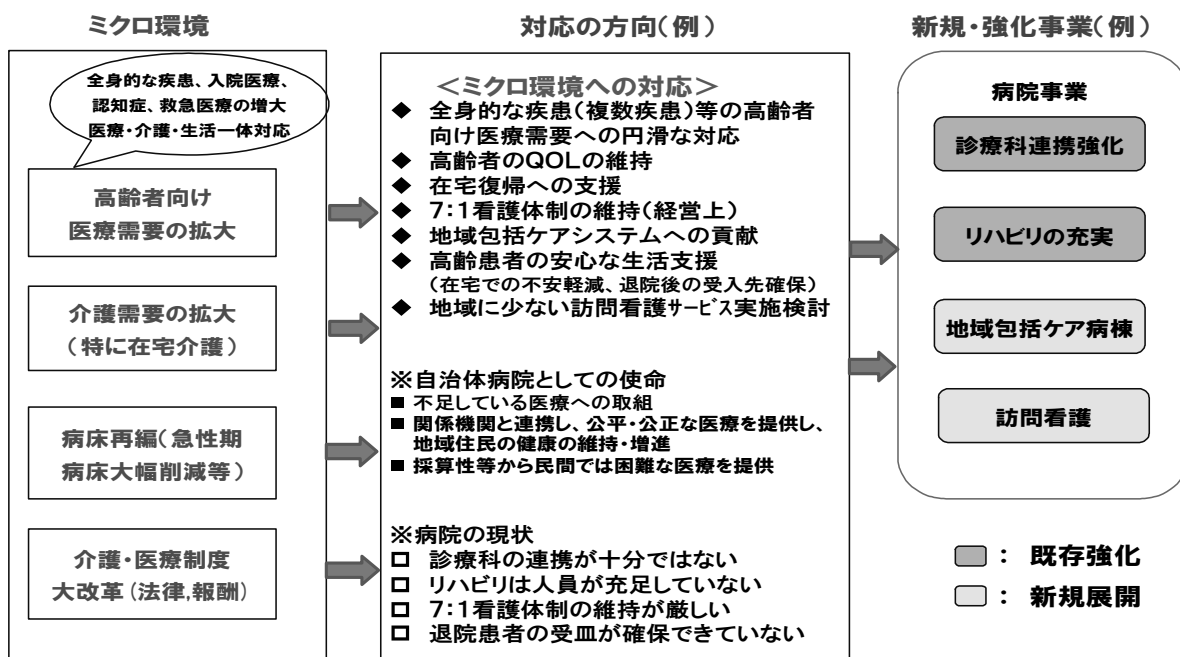 ミクロ環境
全身的な疾患、入院医療、
認知症、救急医療の増大
医療・介護・生活一体対応
高齢者向け
医療需要の拡大
介護需要の拡大
（特に在宅介護）
病床再編（急性期
病床大幅削減等）
介護・医療制度
大改革（法律,報酬）
対応の方向（例）
＜ミクロ環境への対応＞
◆ 全身的な疾患（複数疾患）等の高齢者
向け医療需要への円滑な対応
◆ 高齢者のQOLの維持
◆ 在宅復帰への支援
◆ 7:1看護体制の維持（経営上）
◆ 地域包括ケアシステムへの貢献
◆ 高齢患者の安心な生活支援
（在宅での不安軽減、退院後の受入先確保）
◆ 地域に少ない訪問看護サービス実施検討
※自治体病院としての使命
■ 不足している医療への取組
■ 関係機関と連携し、公平・公正な医療を提供し、
地域住民の健康の維持・増進
■ 採算性等から民間では困難な医療を提供
※病院の現状
□ 診療科の連携が十分ではない
□ リハビリは人員が充足していない
□ 7:1看護体制の維持が厳しい
□ 退院患者の受皿が確保できていない
新規・強化事業（例）
病院事業
診療科連携強化
リハビリの充実
地域包括ケア病棟
訪問看護
： 既存強化
： 新規展開